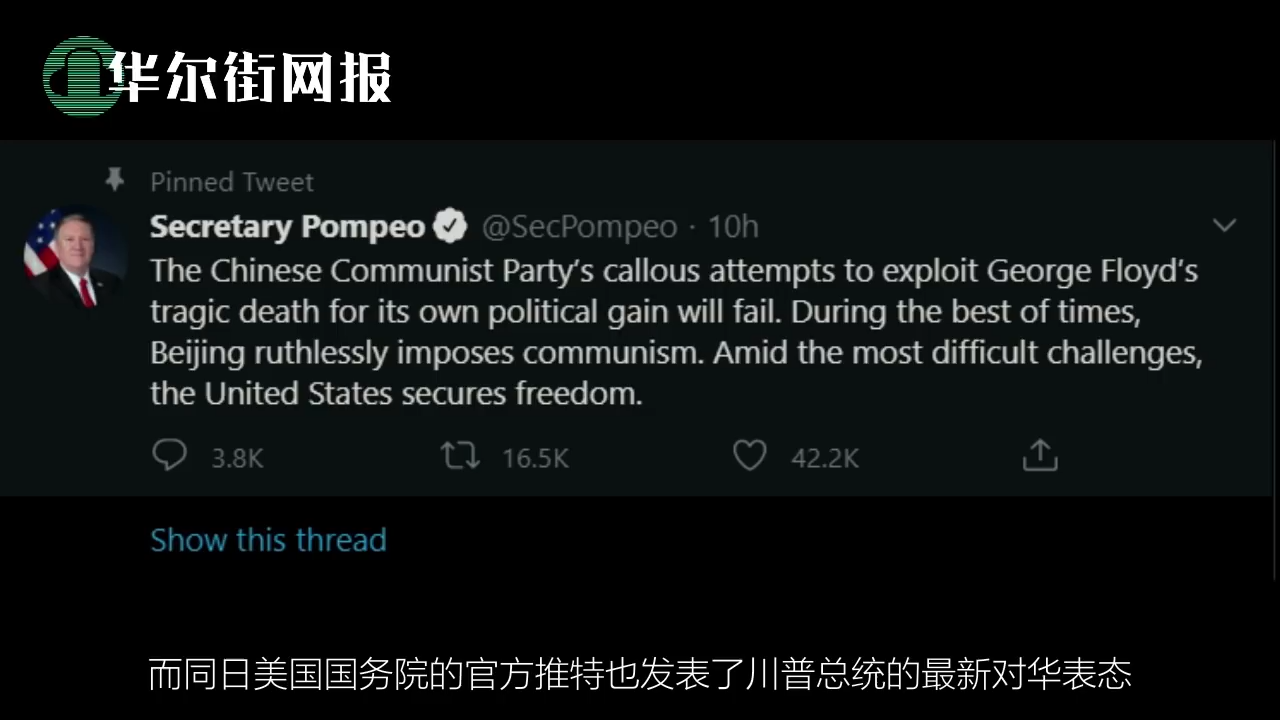 华尔街网报
Pinned Tweet
Secretary Pompeo @SecPompeo · 10h
The Chinese Communist Party's callous attempts to exploit George Floyd's
tragic death for its own political gain will fail. During the best of times,
Beijing ruthlessly imposes communism. Amid the most difficult challenges,
the United States secures freedom.
3.8K 16.5K 42.2K
Show this thread
而同日美国国务院的官方推特也发表了川普总统的最新对华表态